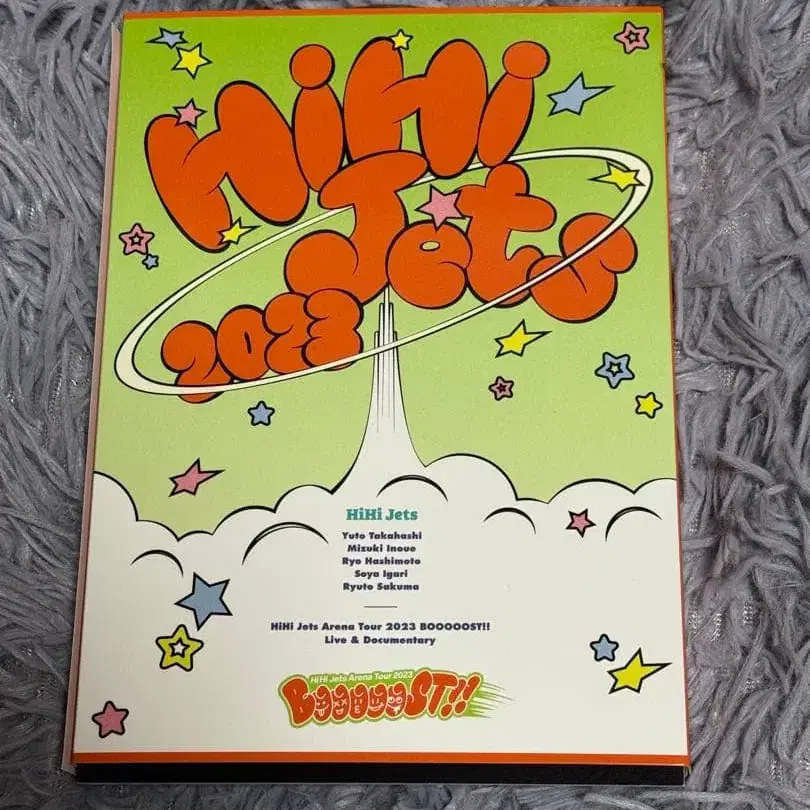 HiHi
Jets
2023
HiHi Jets
Yuto Takahashi
Mizuki Inoue
Ryo Hashimoto
Soya Igari
Ryuto Sakuma
HiHi Jets Arena Tour 2023 BOOOOOST!!
Live & Documentary
HiHi Jets Arena Tour 2023
BOOOOOST!!